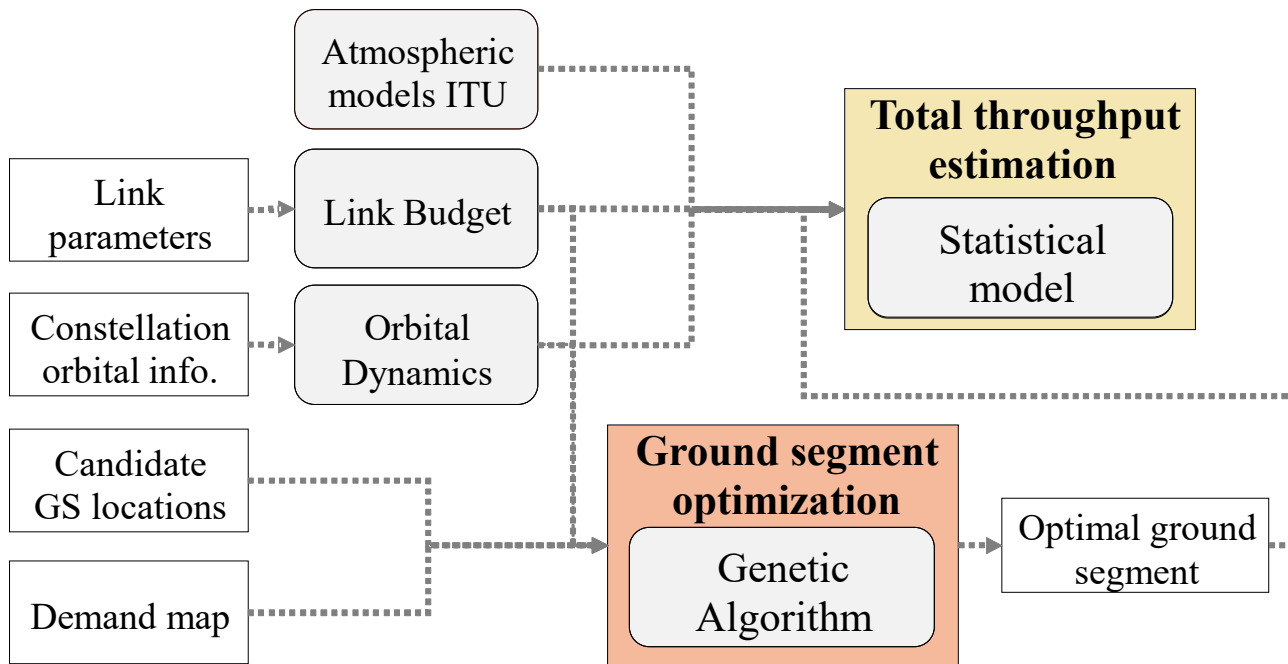 Atmospheric
models ITU
Total throughput
estimation
Statistical
model
Link
parameters
Link Budget
Constellation
orbital info.
Orbital
Dynamics
Candidate
GS locations
Ground segment
optimization
Genetic
Algorithm
Optimal ground
segment
Demand map